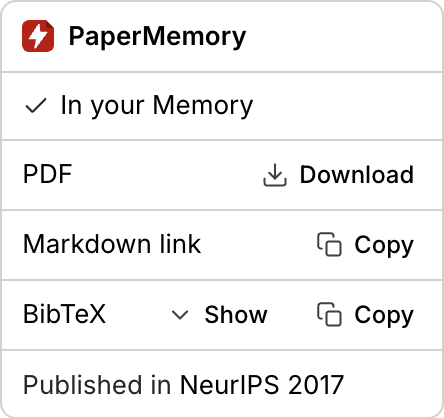 PaperMemory
In your Memory
PDF Download
Markdown link Copy
BibTeX Show Copy
Published in NeurIPS 2017